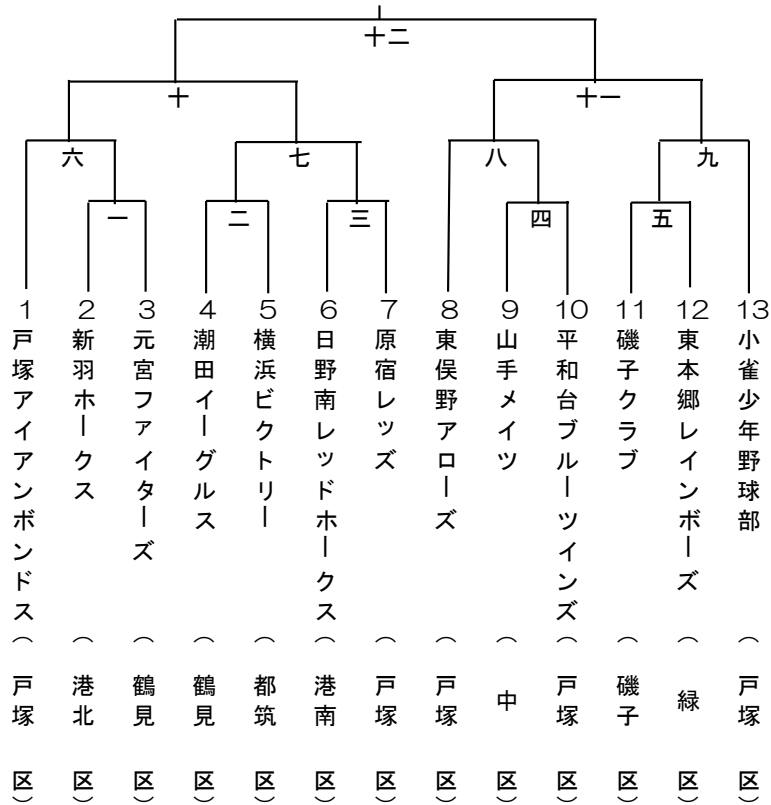 十二
十
十一
六
七
八
九
一
二
三
四
五
1 戸塚アイアンボンドス（戸塚区）
2 新羽ホークス（港北区）
3 元宮ファイターズ（鶴見区）
4 潮田イーグルス（鶴見区）
5 横浜ビクトリー（都筑区）
6 日野南レッドホークス（港南区）
7 原宿レッズ（戸塚区）
8 東俣野アローズ（戸塚区）
9 山手メイツ（中区）
10 平和台ブルーツインズ（戸塚区）
11 磯子クラブ（磯子区）
12 東本郷レインボーズ（緑区）
13 小雀少年野球部（戸塚区）